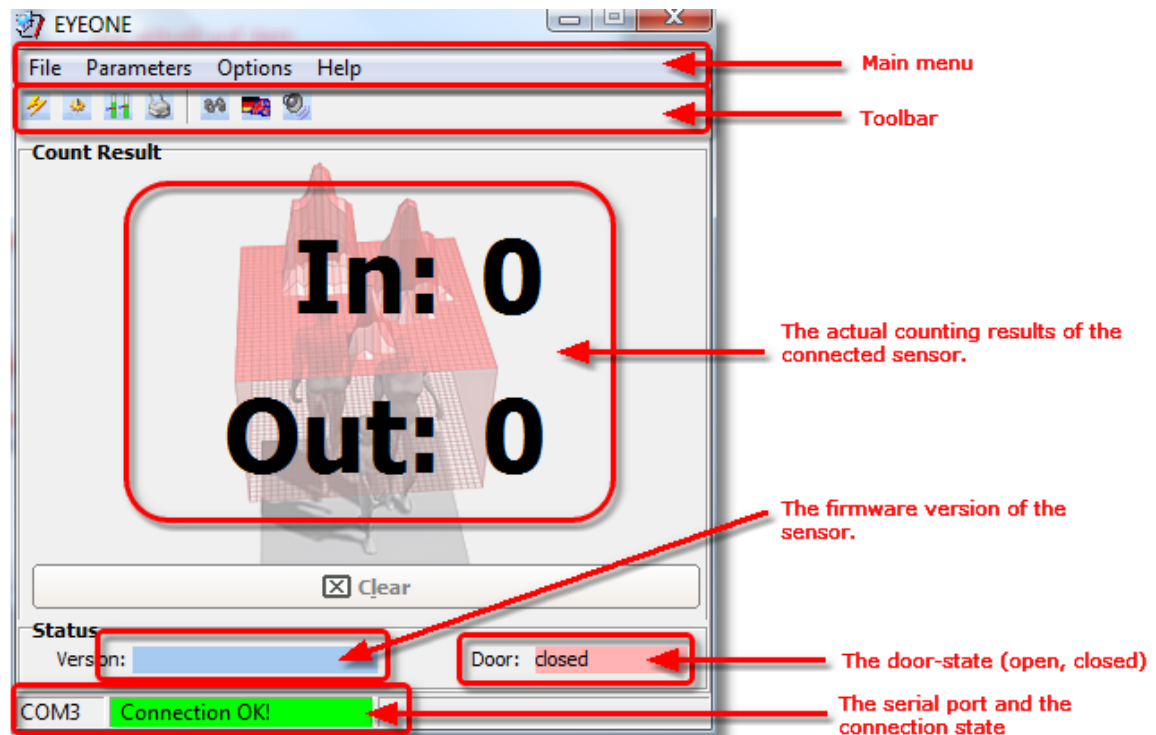 EYEONE
File Parameters Options Help
Main menu
Toolbar
Count Result
In: 0
The actual counting results of the
connected sensor.
Out: 0
The firmware version of the
sensor.
Clear
Status
Version:
Door: closed
The door-state (open, closed)
COM3 Connection OK!
The serial port and the
connection state